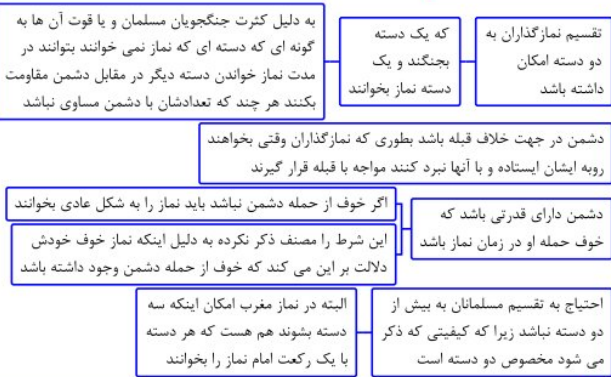 تقسیم نمازگذاران به
دو دسته امکان
داشته باشد
که یک دسته
بجنگند و یک
دسته نماز بخوانند
به دلیل کثرت جنگجویان مسلمان و یا قوت آن ها به
گونه ای که دسته ای که نماز نمی خوانند بتوانند در
مدت نماز خواندن دسته دیگر در مقابل دشمن مقاومت
بکنند هر چند که تعدادشان با دشمن مساوی نباشد
دشمن در جهت خلاف قبله باشد بطوری که نمازگذاران وقتی بخواهند
روبه ایشان ایستاده و با آنها نبرد کنند مواجه با قبله قرار گیرند
دشمن دارای قدرتی باشد که
خوف حمله او در زمان نماز باشد
اگر خوف از حمله دشمن نباشد باید نماز را به شکل عادی بخوانند
این شرط را مصنف ذکر نکرده به دلیل اینکه نماز خوف خودش
دلالت بر این می کند که خوف از حمله دشمن وجود داشته باشد
احتیاج به تقسیم مسلمانان به بیش از
دو دسته نباشد زیرا که کیفیتی که ذکر
می شود مخصوص دو دسته است
البته در نماز مغرب امکان اینکه سه
دسته بشوند هم هست که هر دسته
با یک رکعت امام نماز را بخوانند